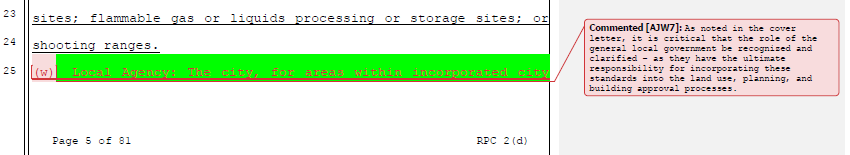 23 sites; flammable gas or liquids processing or storage sites; or
24 shooting ranges.
25 (w) Local Agency: The city, for areas within incorporated city
Page 5 of 81 RPC 2(d)
Commented [AJW7]: As noted in the cover
letter, it is critical that the role of the
general local government be recognized and
clarified – as they have the ultimate
responsibility for incorporating these
standards into the land use, planning, and
building approval processes.